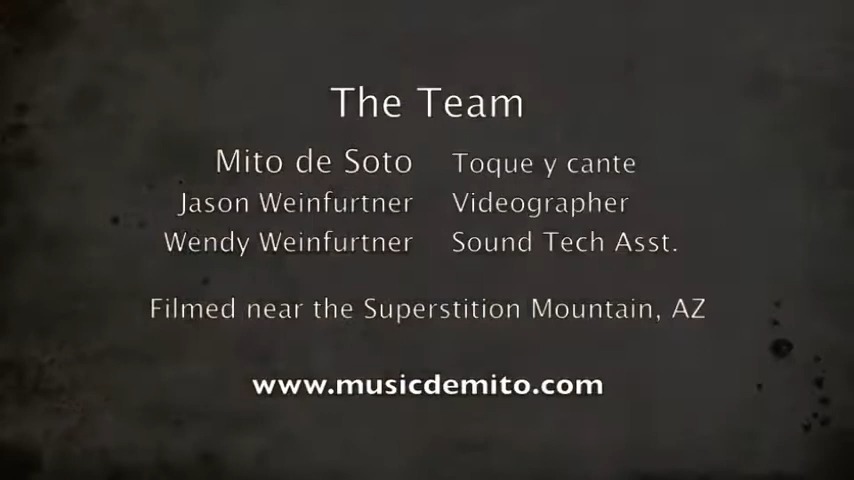 The Team
Mito de Soto Toque y cante
Jason Weinfurtner Videographer
Wendy Weinfurtner Sound Tech Asst.
Filmed near the Superstition Mountain, AZ
www.musicdemito.com